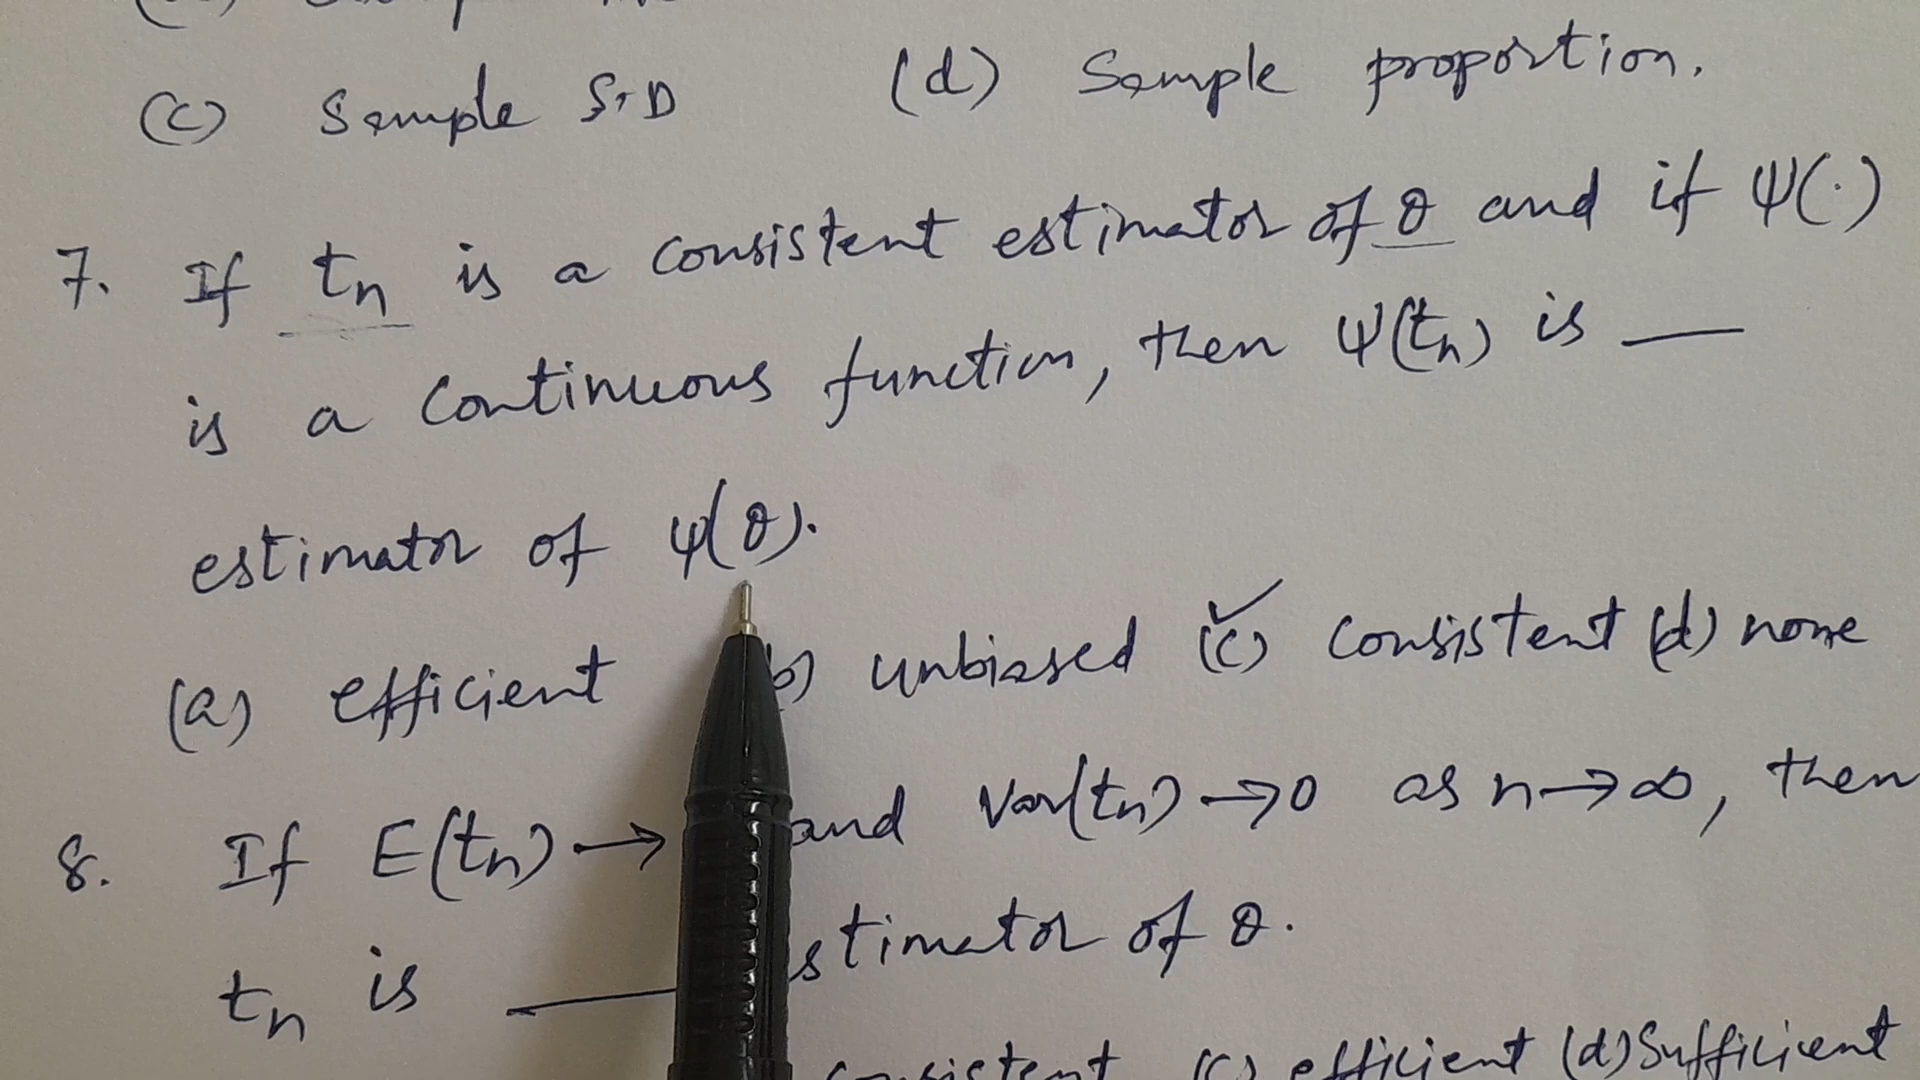 (c) Sample S.D (d) Sample proportion.
7. If tn is a consistent estimator of θ and if ψ(·)
is a continuous function, then ψ(tn) is —
estimator of ψ(θ).
(a) efficient b) unbiased (c) consistent (d) none
8. If E(tn) → and Var(tn) → 0 as n → ∞, then
tn is — stimator of θ.
consistent (c) efficient (d) Sufficient